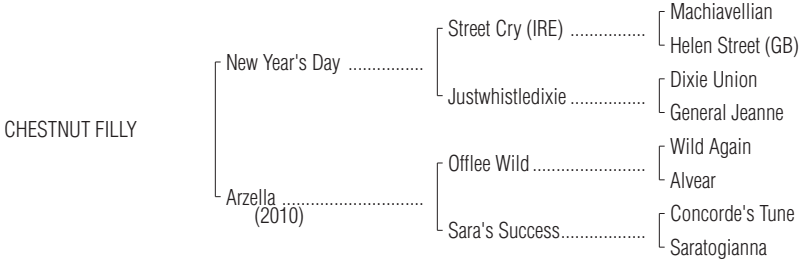 Machiavellian
Street Cry (IRE) ................
Helen Street (GB)
New Year's Day ................
Dixie Union
Justwhistledixie ................
General Jeanne
CHESTNUT FILLY
Wild Again
Offlee Wild ........................
Alvear
Arzella ..............................
(2010)
Concorde's Tune
Sara's Success..................
Saratogianna